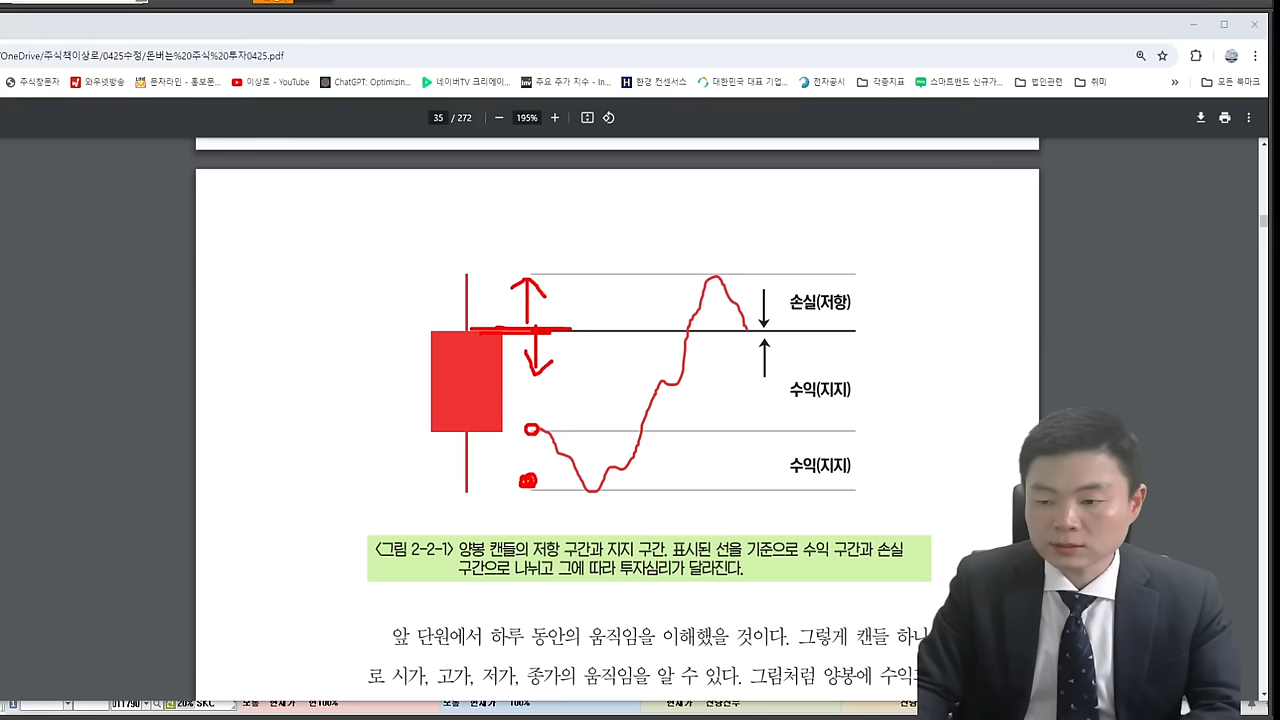 /OneDrive/주식책이상로/0425수정/돈버는%20주식%20투자0425.pdf
주식창문자
와우넷방송
문자라인 - 홍보문...
이상로 - YouTube
ChatGPT: Optimizin...
네이버TV 크리에이...
주요 주가 지수 - In...
한경 컨센서스
대한민국 대표 기업...
전자공시
각종지표
스마트밴드 신규가...
법인관련
취미
»
모든 북마크
35 / 272
195%
손실(저항)
수익(지지)
수익(지지)
<그림 2-2-1> 양봉 캔들의 저항 구간과 지지 구간. 표시된 선을 기준으로 수익 구간과 손실
구간으로 나뉘고 그에 따라 투자심리가 달라진다.
앞 단원에서 하루 동안의 움직임을 이해했을 것이다. 그렇게 캔들 하나
로 시가, 고가, 저가, 종가의 움직임을 알 수 있다. 그림처럼 양봉에
011790
20% SKC